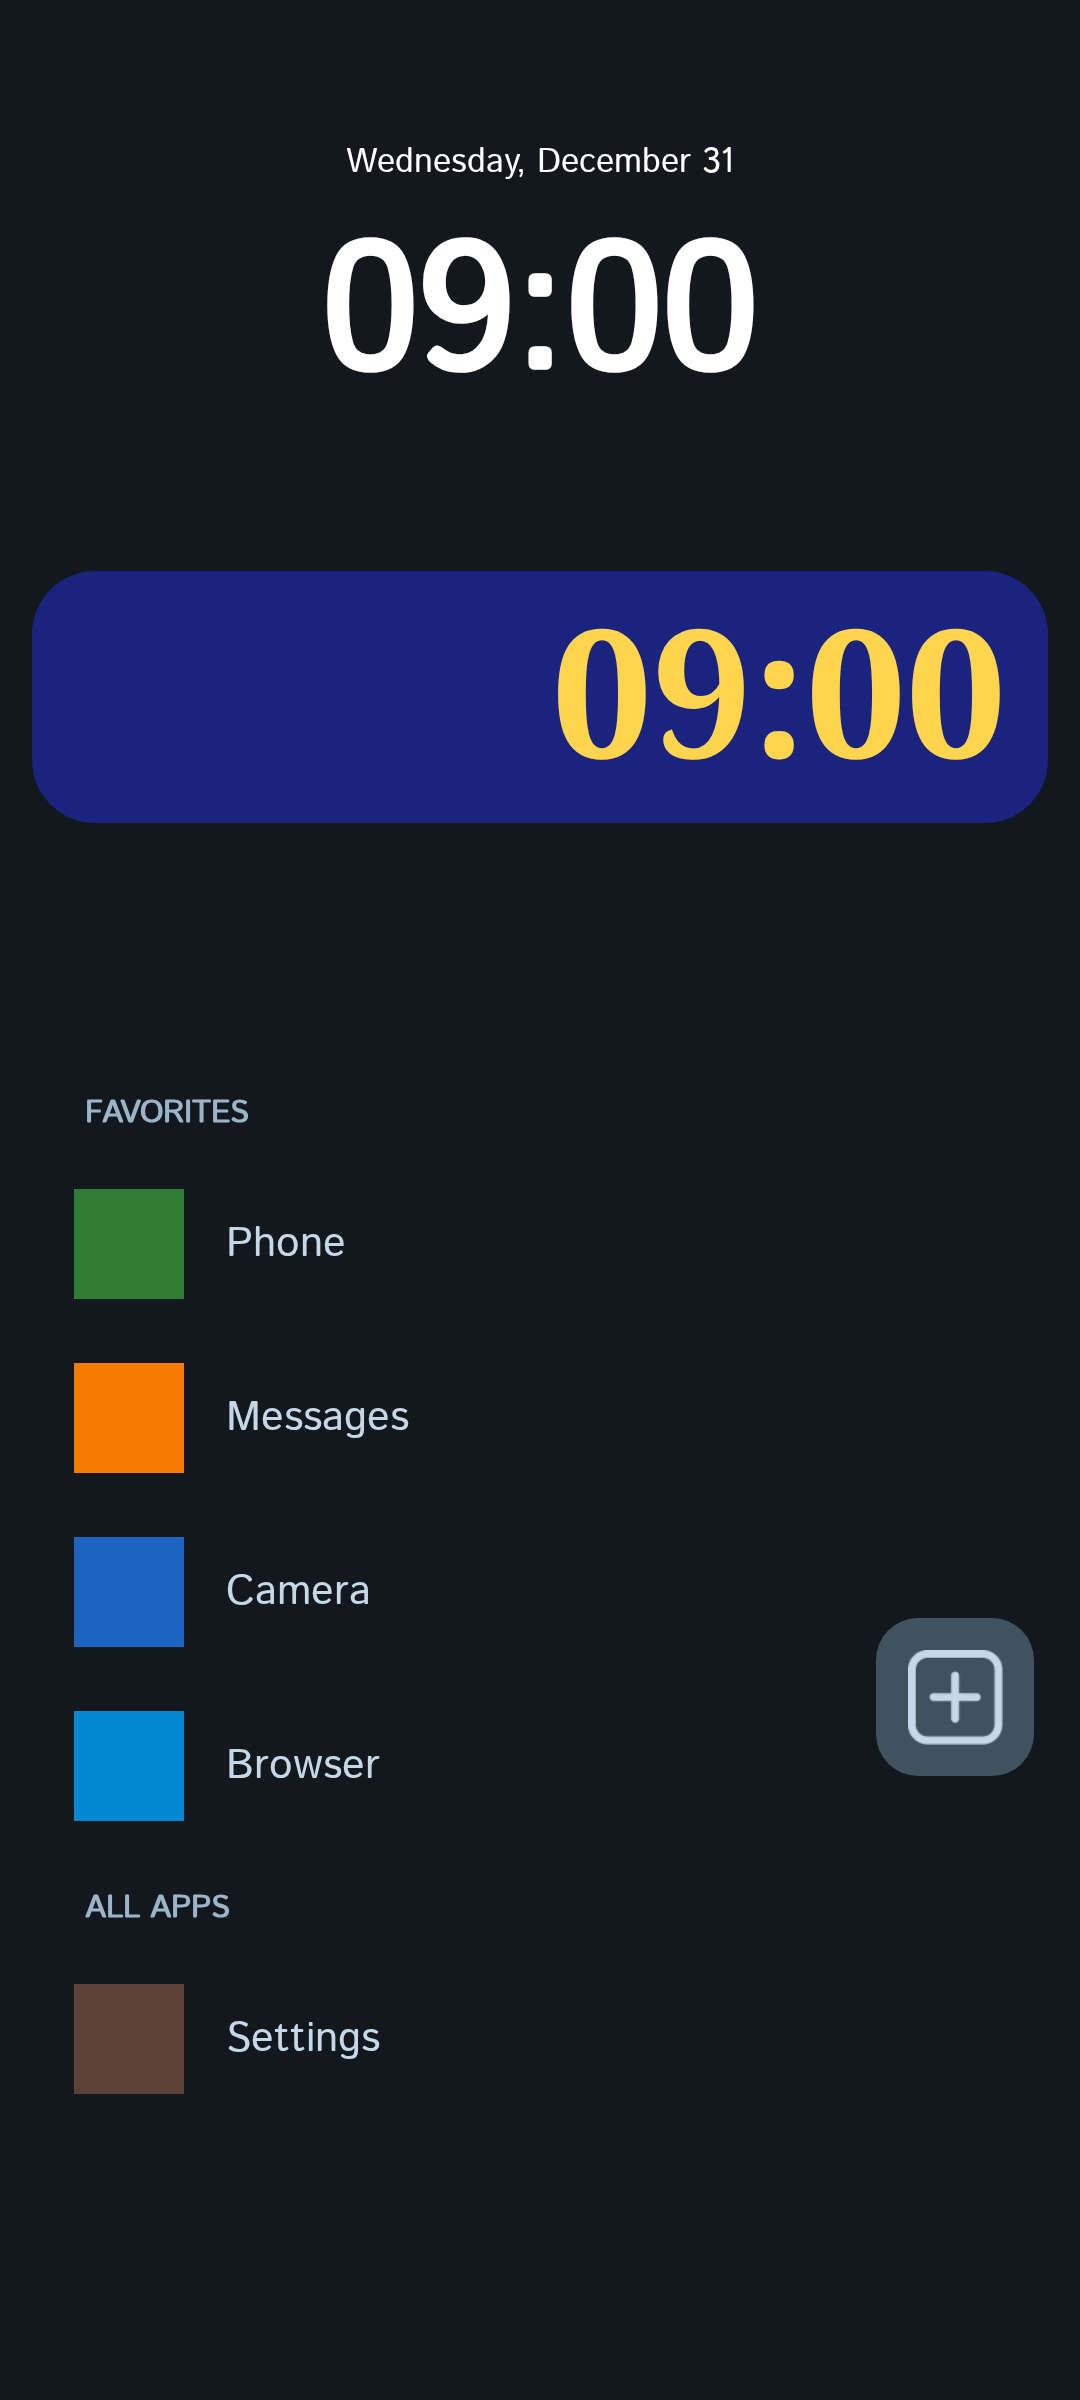 Wednesday, December 31
09:00
09:00
FAVORITES
Phone
Messages
Camera
Browser
ALL APPS
Settings